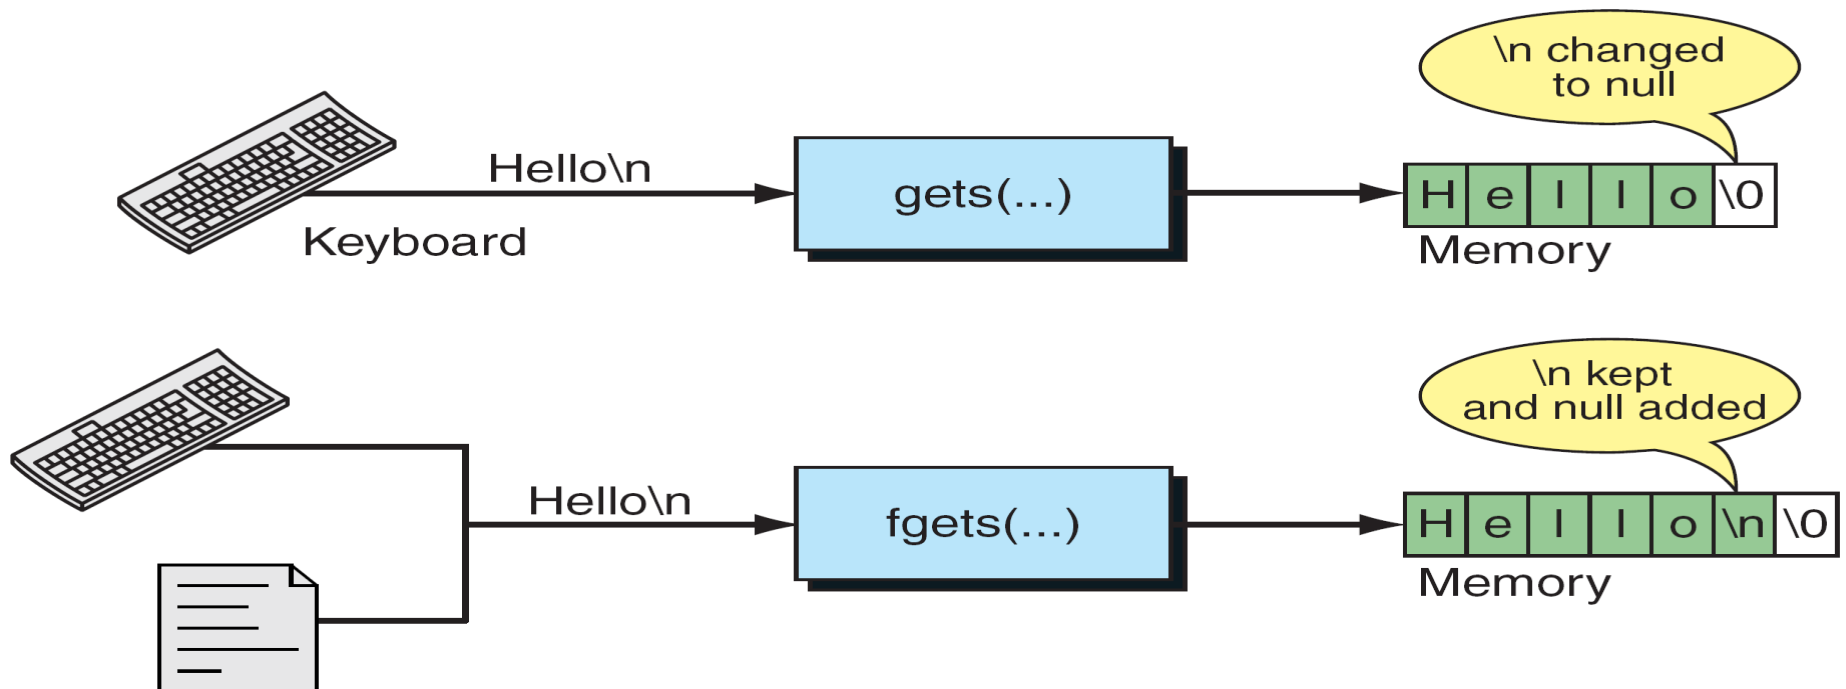 \n changed
to null
Hello\n
gets(...)
H e l l o \0
Keyboard
Memory
\n kept
and null added
Hello\n
fgets(...)
H e l l o \n \0
Memory